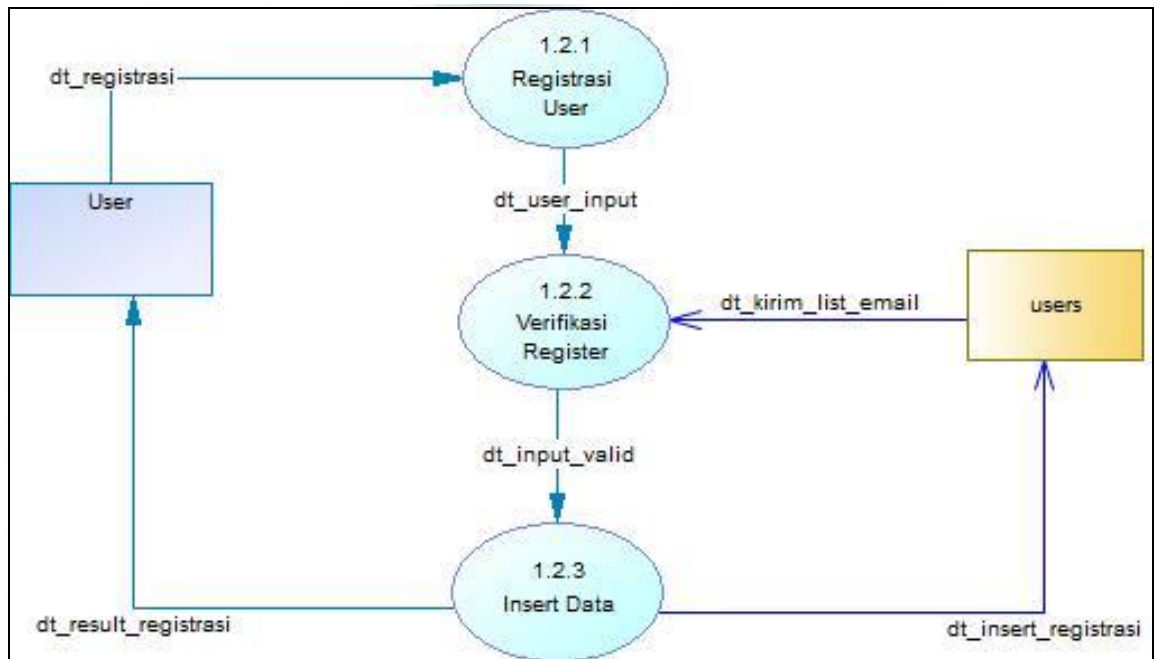 1.2.1
Registrasi
User
dt_registrasi
User
dt_user_input
1.2.2
Verifikasi
Register
dt_kirim_list_email
users
dt_input_valid
1.2.3
Insert Data
dt_result_registrasi
dt_insert_registrasi